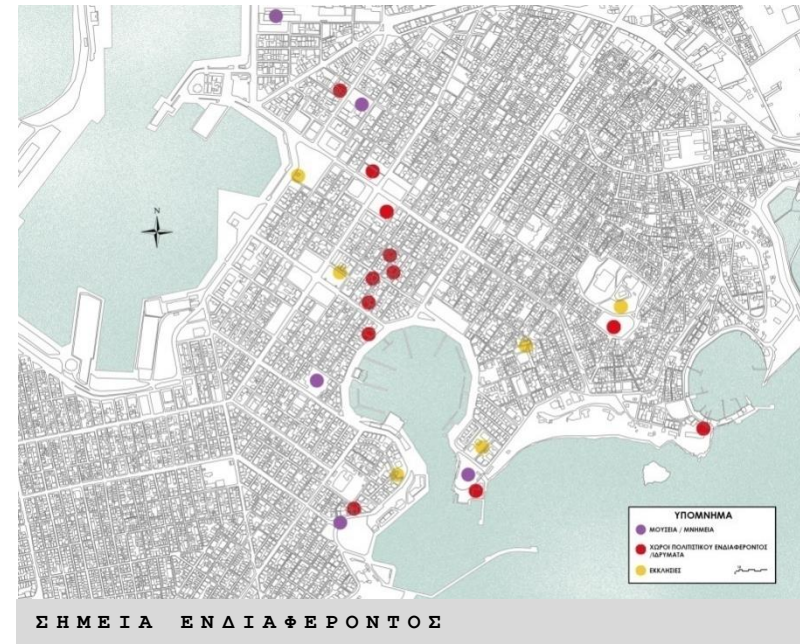 N
ΥΠΟΜΝΗΜΑ
ΜΟΥΣΕΙΑ / ΜΝΗΜΕΙΑ
ΧΩΡΟΙ ΠΟΛΙΤΙΣΤΙΚΟΥ ΕΝΔΙΑΦΕΡΟΝΤΟΣ
/ΙΔΡΥΜΑΤΑ
ΕΚΚΛΗΣΙΕΣ
ΣΗΜΕΙΑ ΕΝΔΙΑΦΕΡΟΝΤΟΣ